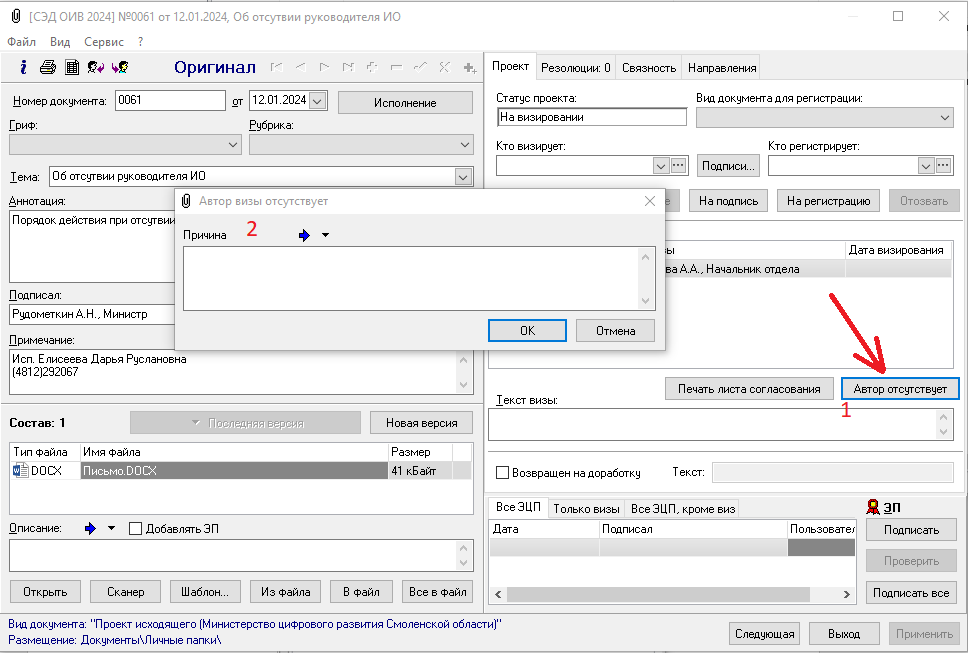 [СЭД ОИВ 2024] №0061 от 12.01.2024, Об отсутвии руководителя ИО
Файл Вид Сервис ?
Оригинал
Номер документа: 0061 от 12.01.2024 Исполнение
Гриф: Рубрика:
Тема: Об отсутвии руководителя ИО
Аннотация:
Порядок действия при отсутвии
Подписал:
Рудометкин А.Н., Министр
Примечание:
Исп. Елисеева Дарья Руслановна
(4812)292067
Состав: 1 Последняя версия Новая версия
Тип файла Имя файла Размер
DOCX Письмо.DOCX 41 кБайт
Описание: Добавлять ЭП
Открыть Сканер Шаблон... Из файла В файл Все в файл
Проект Резолюции: 0 Связность Направления
Статус проекта: Вид документа для регистрации:
На визировании
Кто визирует: Кто регистрирует:
Подписи...
е На подпись На регистрацию Отозвать
Автор визы отсутствует
Причина 2
OK Отмена
зы Дата визирования
ва А.А., Начальник отдела
Печать листа согласования Автор отсутствует
1
Текст визы:
Возвращен на доработку Текст:
Все ЭЦП Только визы Все ЭЦП, кроме виз
Дата Подписал Пользовател
ЭП
Подписать
Проверить
Подписать все
Вид документа: "Проект исходящего (Министерство цифрового развития Смоленской области)"
Размещение: Документы\Личные папки\
Следующая Выход Применить